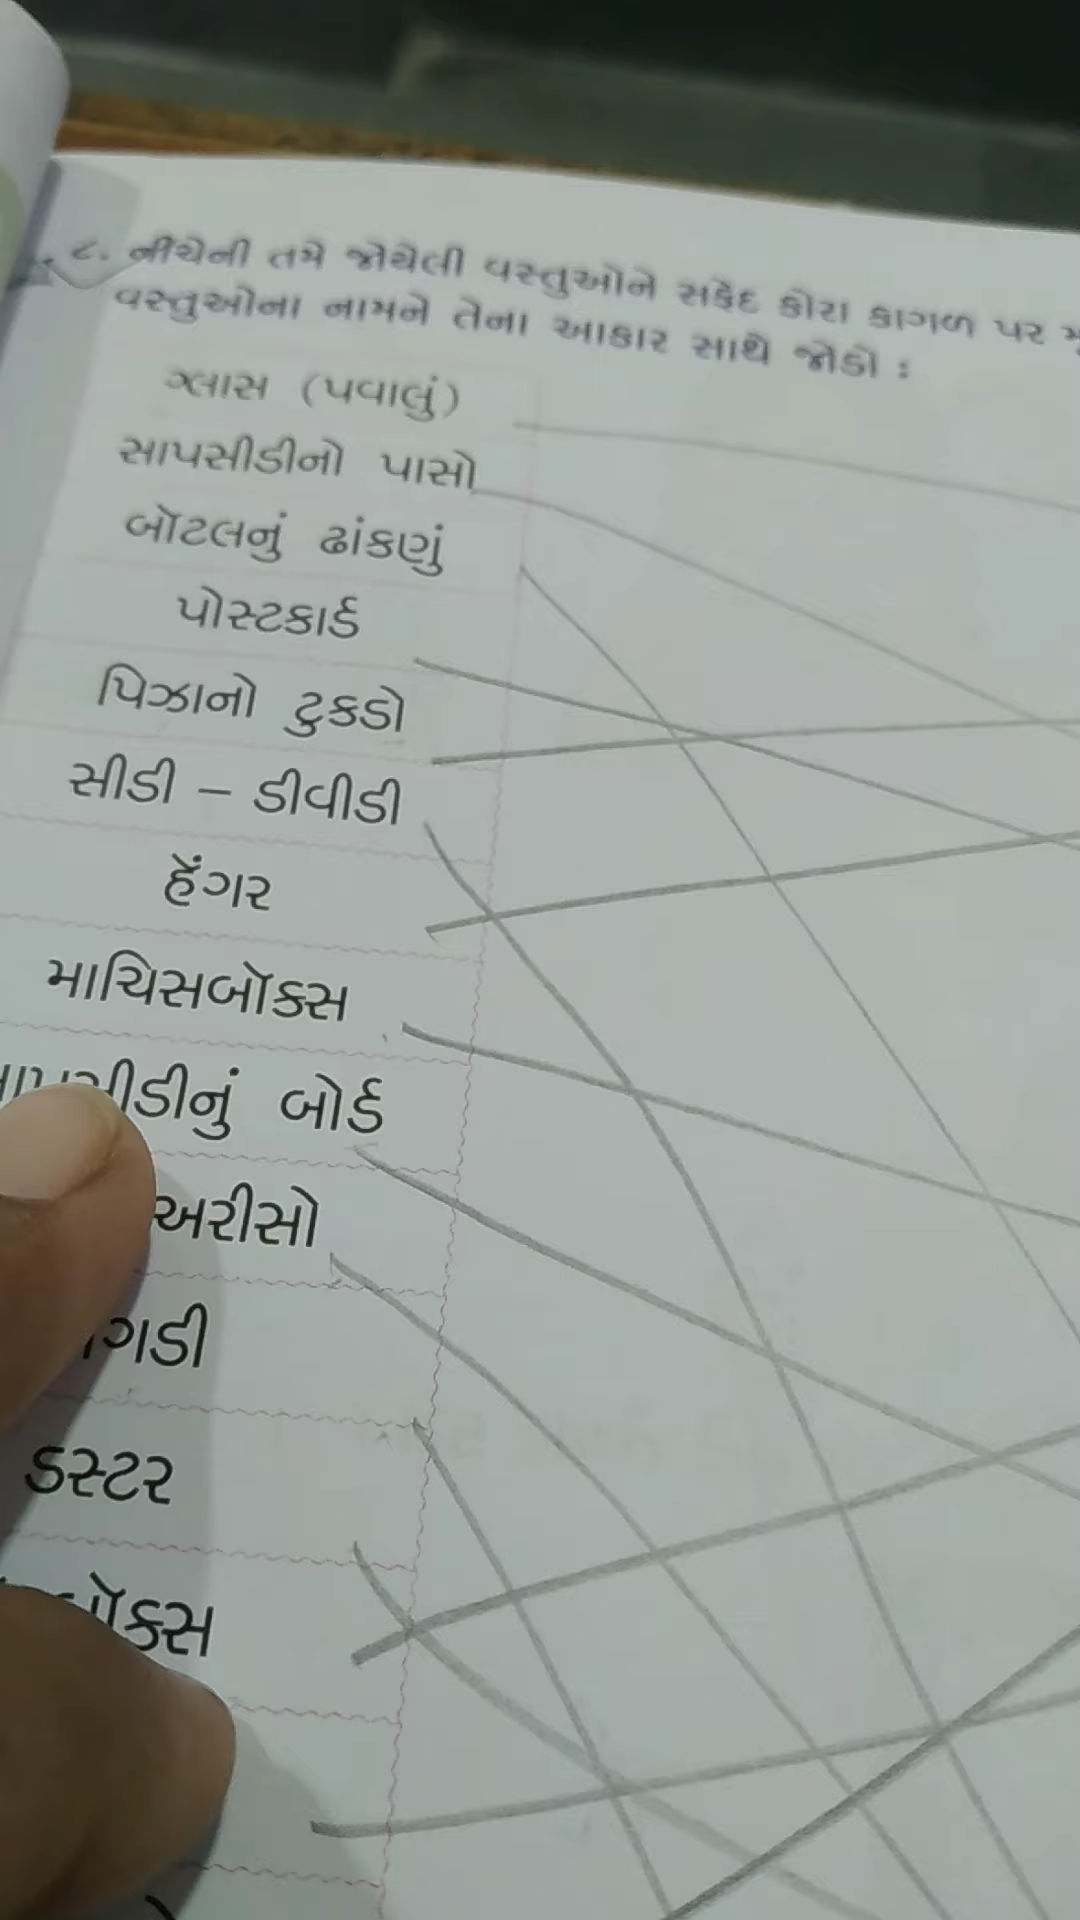 ૮. નીચેની તમે જોયેલી વસ્તુઓને સફેદ કોરા કાગળ પર
વસ્તુઓના નામને તેના આકાર સાથે જોડો :
ગ્લાસ (પવાલું)
સાપસીડીનો પાસો
બૉટલનું ઢાંકણું
પોસ્ટકાર્ડ
પિઝાનો ટુકડો
સીડી – ડીવીડી
હેંગર
માચિસબૉક્સ
બોર્ડ
અરીસો
ડસ્ટર